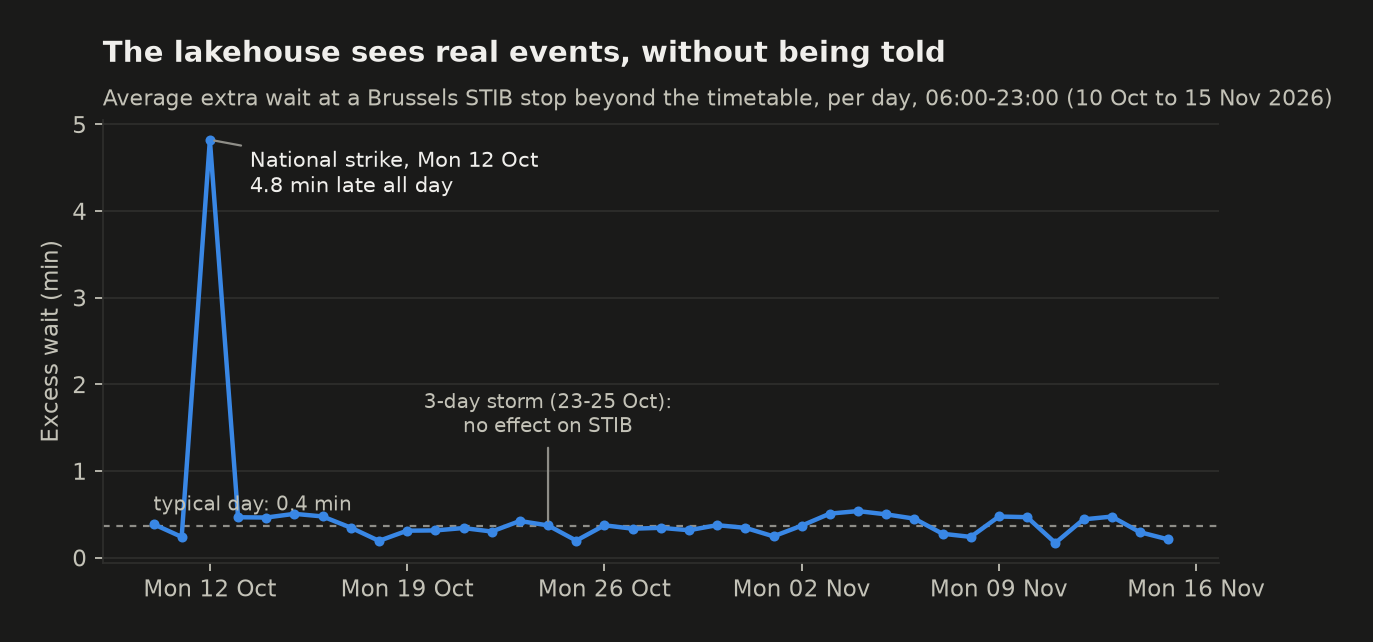 The lakehouse sees real events, without being told
Average extra wait at a Brussels STIB stop beyond the timetable, per day, 06:00-23:00 (10 Oct to 15 Nov 2026)
5
National strike, Mon 12 Oct
4.8 min late all day
4
Excess wait (min)
3
2
3-day storm (23-25 Oct):
no effect on STIB
1
typical day: 0.4 min
0
Mon 12 Oct
Mon 19 Oct
Mon 26 Oct
Mon 02 Nov
Mon 09 Nov
Mon 16 Nov